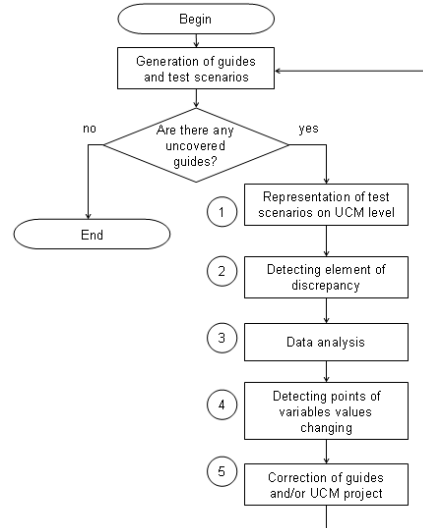 Begin
Generation of guides
and test scenarios
no
Are there any
uncovered
guides?
yes
End
1
Representation of test
scenarios on UCM level
2
Detecting element of
discrepancy
3
Data analysis
4
Detecting points of
variables values
changing
5
Correction of guides
and/or UCM project